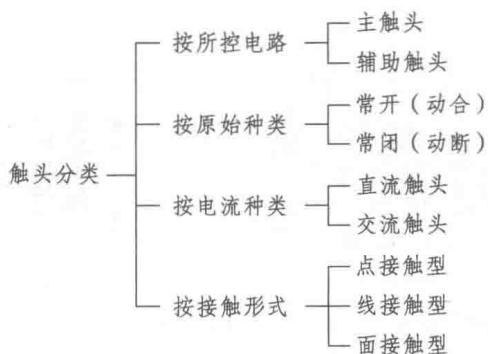 触头分类
按所控电路
主触头
辅助触头
按原始种类
常开（动合）
常闭（动断）
按电流种类
直流触头
交流触头
按接触形式
点接触型
线接触型
面接触型